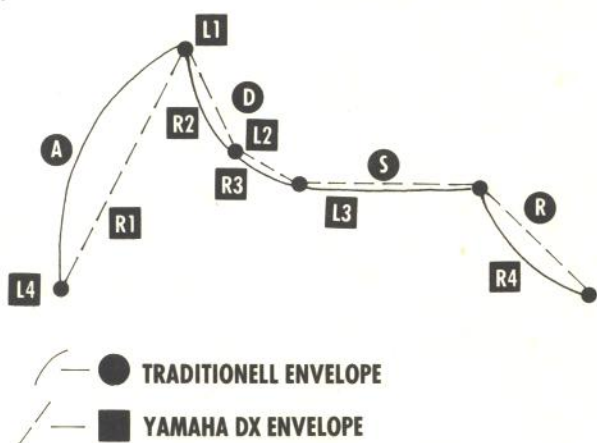 L1
D
R2
L2
A
R3
S
R1
L3
R
R4
L4
TRADITIONELL ENVELOPE
YAMAHA DX ENVELOPE